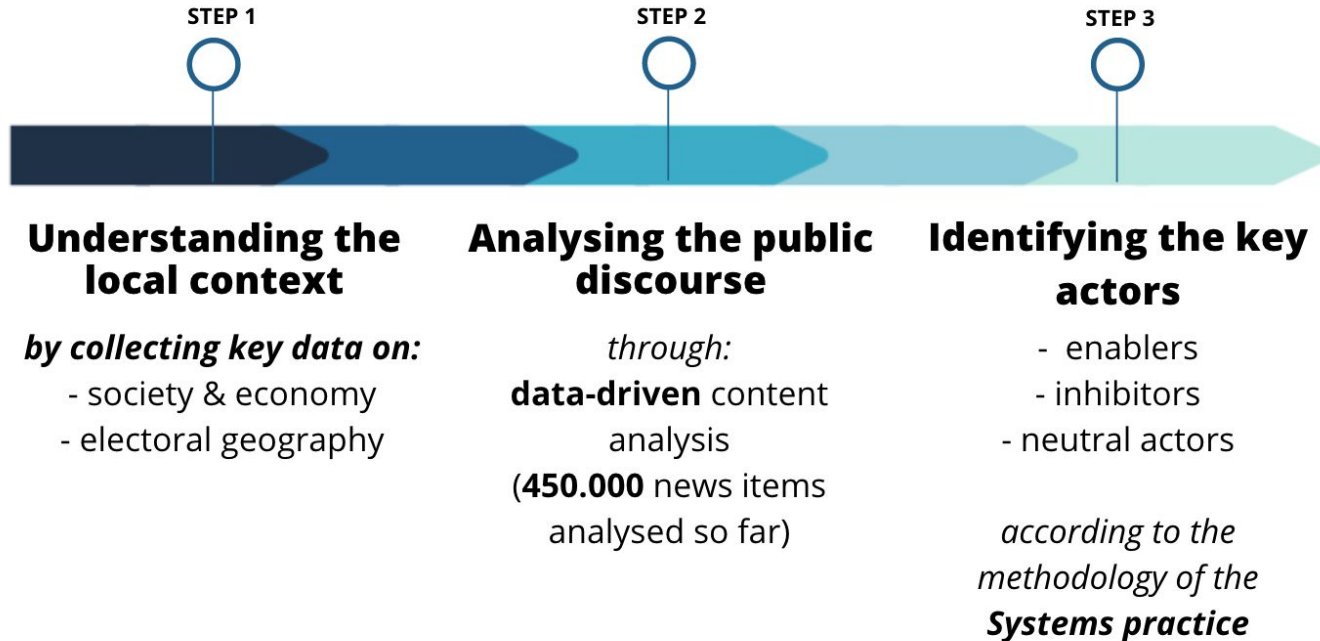 STEP 1
Understanding the
local context
by collecting key data on:
- society & economy
- electoral geography
STEP 2
Analysing the public
discourse
through:
data-driven content
analysis
(450.000 news items
analysed so far)
STEP 3
Identifying the key
actors
- enablers
- inhibitors
- neutral actors
according to the
methodology of the
Systems practice